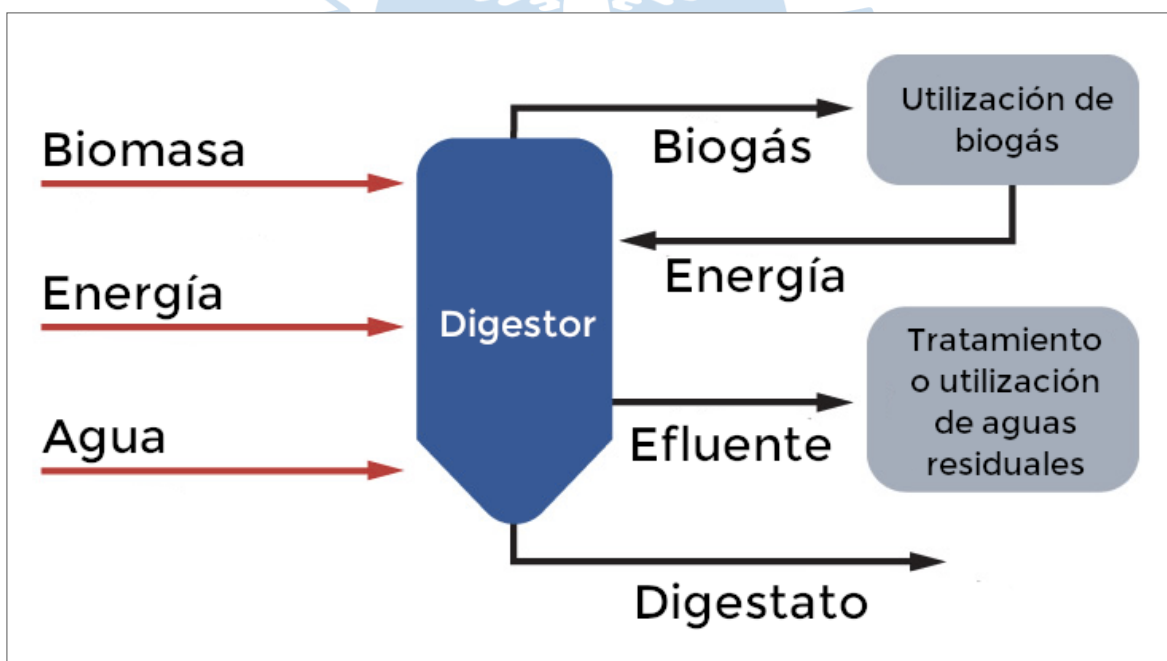 Biomasa
Energía
Agua
Digestor
Biogás
Energía
Efluente
Digestato
Utilización de
biogás
Tratamiento
o utilización
de aguas
residuales